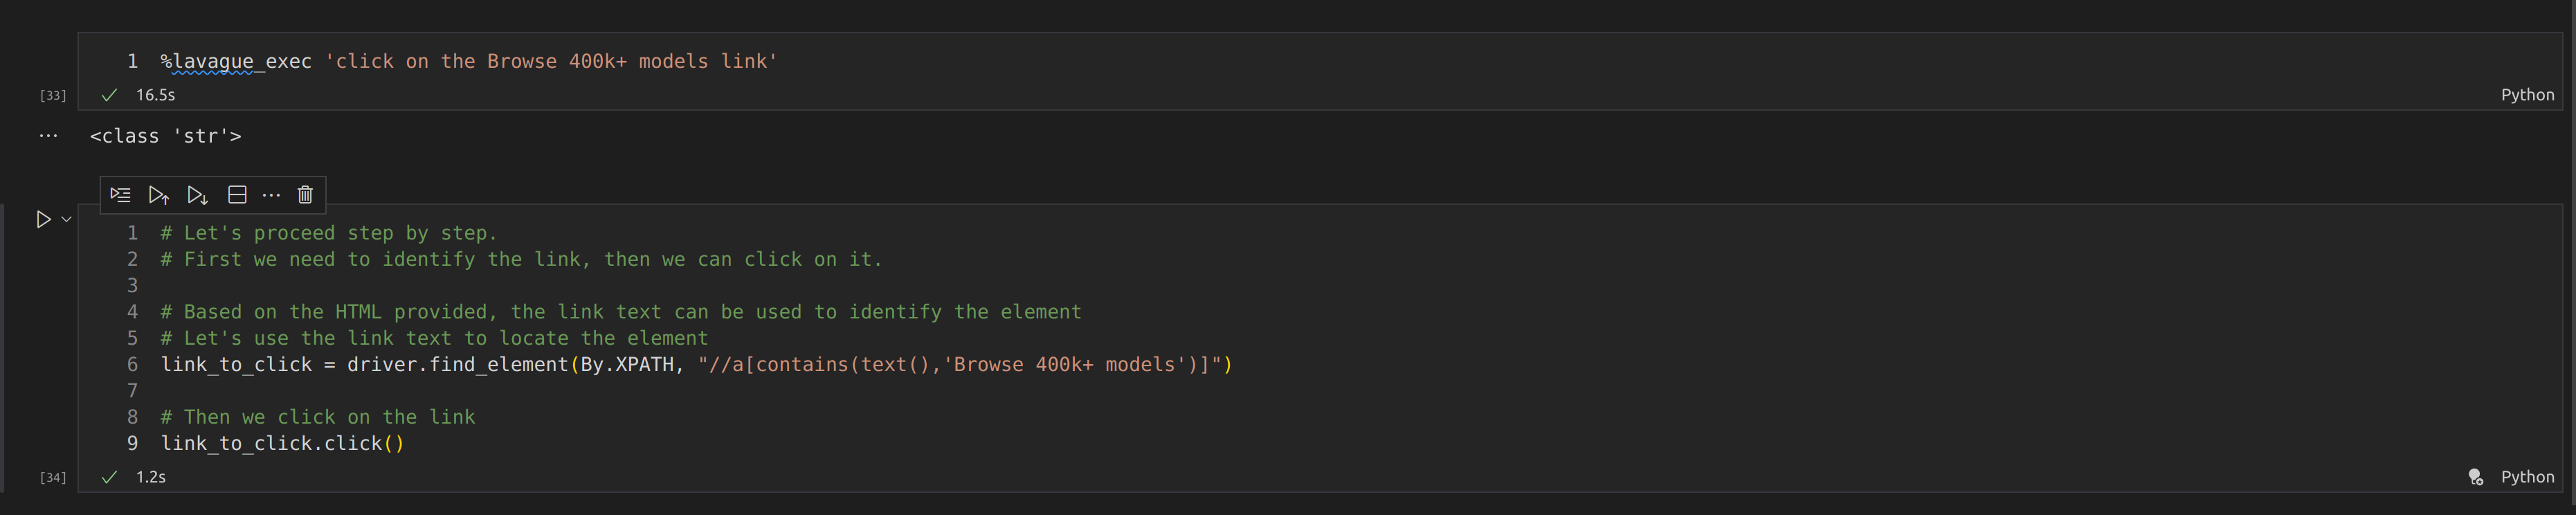 1 %lavague_exec 'click on the Browse 400k+ models link'
[33] 16.5s Python
... <class 'str'>
...
1 # Let's proceed step by step.
2 # First we need to identify the link, then we can click on it.
3
4 # Based on the HTML provided, the link text can be used to identify the element
5 # Let's use the link text to locate the element
6 link_to_click = driver.find_element(By.XPATH, "//a[contains(text(),'Browse 400k+ models')]")
7
8 # Then we click on the link
9 link_to_click.click()
[34] 1.2s Python